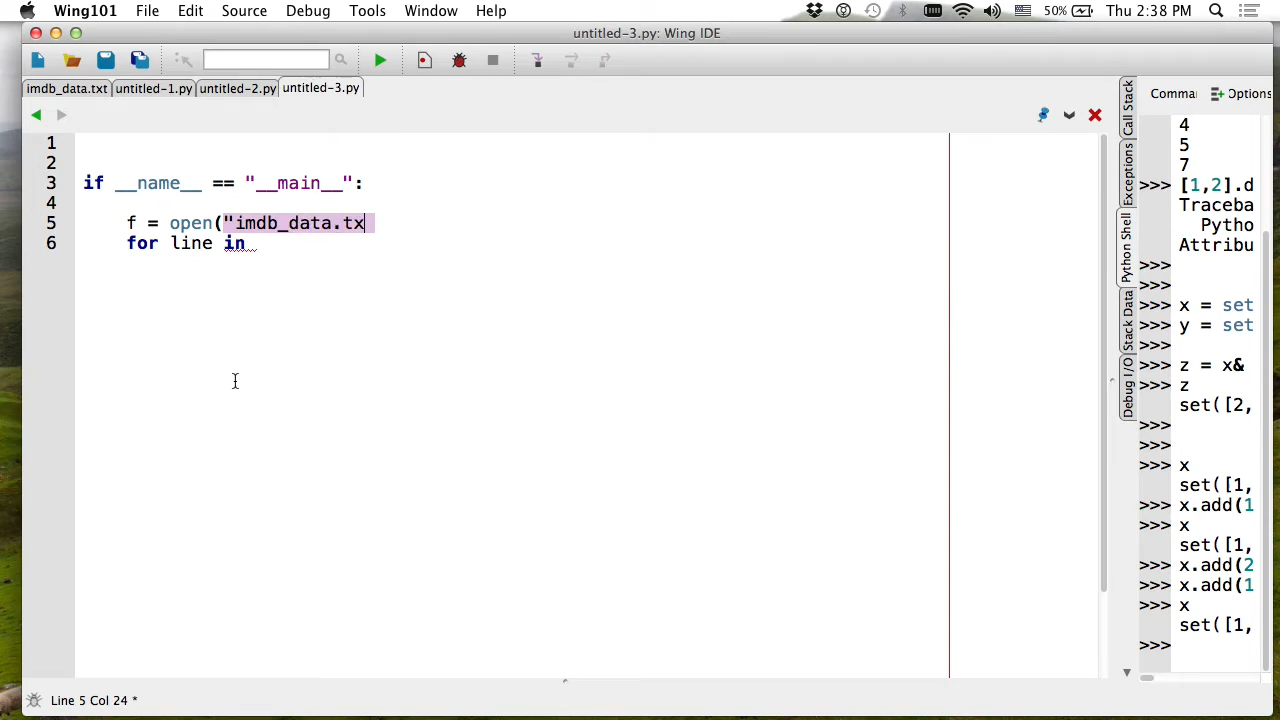 Wing101 File Edit Source Debug Tools Window Help 50% Thu 2:38 PM
untitled-3.py: Wing IDE
imdb_data.txt untitled-1.py untitled-2.py untitled-3.py
1
2
3 if __name__ == "__main__":
4
5 f = open("imdb_data.tx
6 for line in
Line 5 Col 24 *
Call Stack
Exceptions
Python Shell
Stack Data
Debug I/O
Comma Options
4
5
7
>>> [1,2].d
Traceba
Pytho
Attribu
>>>
>>>
>>> x = set
>>> y = set
>>>
>>> z = x&
>>> z
set([2,
>>>
>>>
>>> x
set([1,
>>> x.add(1
>>> x
set([1,
>>> x.add(2
>>> x.add(1
>>> x
set([1,
>>>